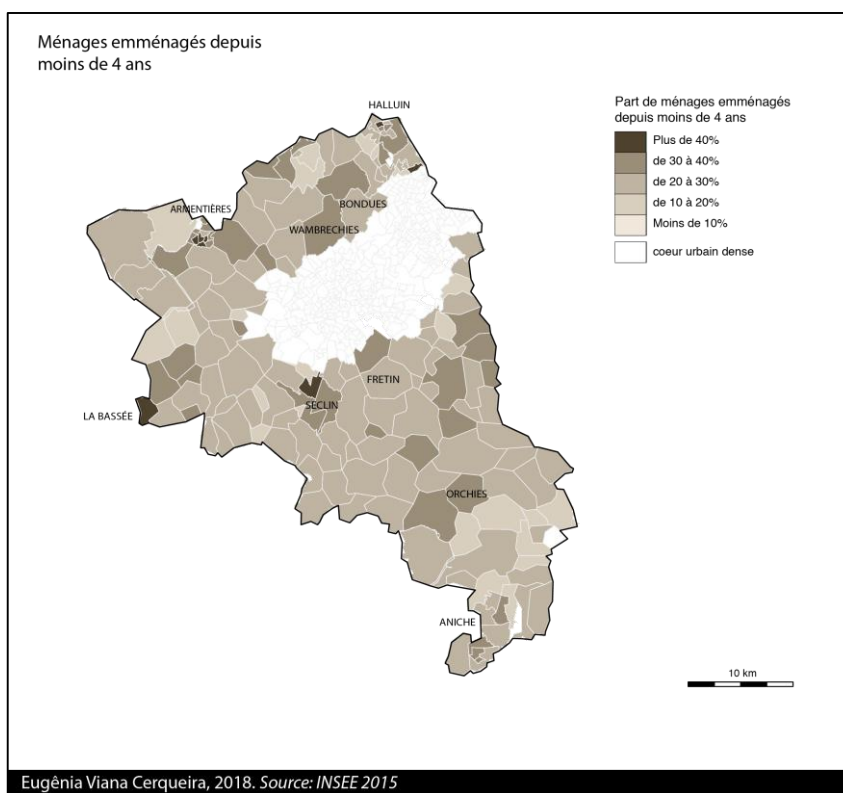 Ménages emménagés depuis
moins de 4 ans
HALLUIN
Part de ménages emménagés
depuis moins de 4 ans
Plus de 40%
de 30 à 40%
de 20 à 30%
de 10 à 20%
Moins de 10%
coeur urbain dense
ARMENTIÈRES
BONDUES
WAMBRECHIES
FRETIN
SECLIN
LA BASSÉE
ORCHIES
ANICHE
10 km
Eugênia Viana Cerqueira, 2018. Source: INSEE 2015